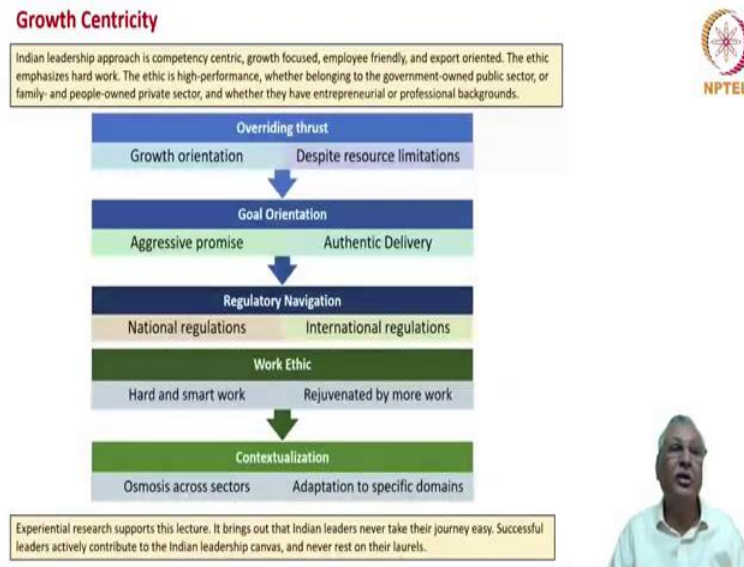 Growth Centricity
Indian leadership approach is competency centric, growth focused, employee friendly, and export oriented. The ethic
emphasizes hard work. The ethic is high-performance, whether belonging to the government-owned public sector, or
family- and people-owned private sector, and whether they have entrepreneurial or professional backgrounds.
NPTEL
Overriding thrust
Growth orientation Despite resource limitations
Goal Orientation
Aggressive promise Authentic Delivery
Regulatory Navigation
National regulations International regulations
Work Ethic
Hard and smart work Rejuvenated by more work
Contextualization
Osmosis across sectors Adaptation to specific domains
Experiential research supports this lecture. It brings out that Indian leaders never take their journey easy. Successful
leaders actively contribute to the Indian leadership canvas, and never rest on their laurels.